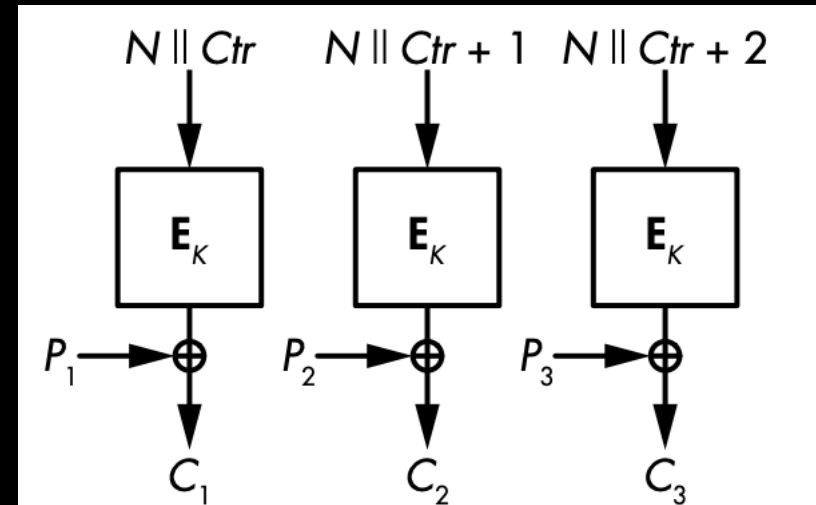 N || Ctr N || Ctr + 1 N || Ctr + 2
E_K E_K E_K
P_1 P_2 P_3
C_1 C_2 C_3